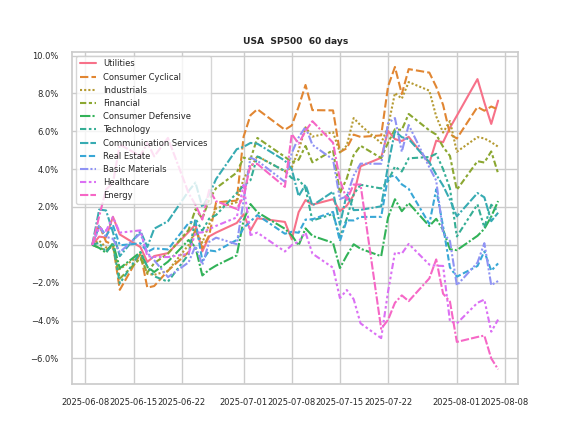 USA  SP500  60 days
10.0%
8.0%
6.0%
4.0%
2.0%
0.0%
−2.0%
−4.0%
−6.0%
Utilities
Consumer Cyclical
Industrials
Financial
Consumer Defensive
Technology
Communication Services
Real Estate
Basic Materials
Healthcare
Energy
2025-06-08 2025-06-15 2025-06-22 2025-07-01 2025-07-08 2025-07-15 2025-07-22 2025-08-01 2025-08-08